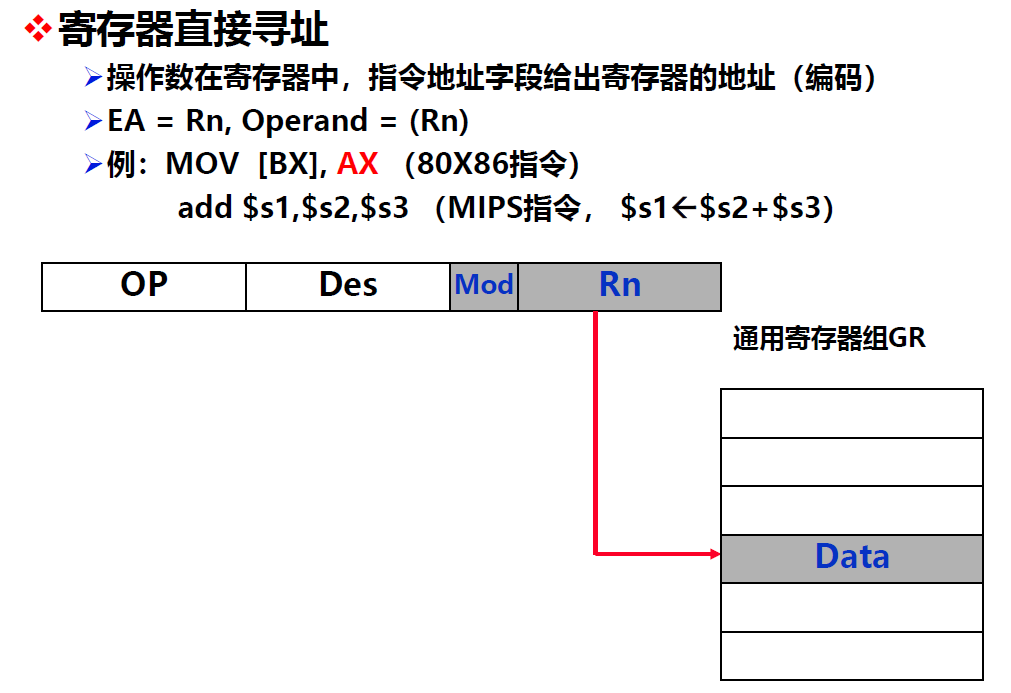 寄存器直接寻址
操作数在寄存器中，指令地址字段给出寄存器的地址（编码）
EA = Rn, Operand = (Rn)
例：MOV [BX], AX （80X86指令）
add $s1,$s2,$s3 （MIPS指令， $s1←$s2+$s3）
OP Des Mod Rn
通用寄存器组GR
Data